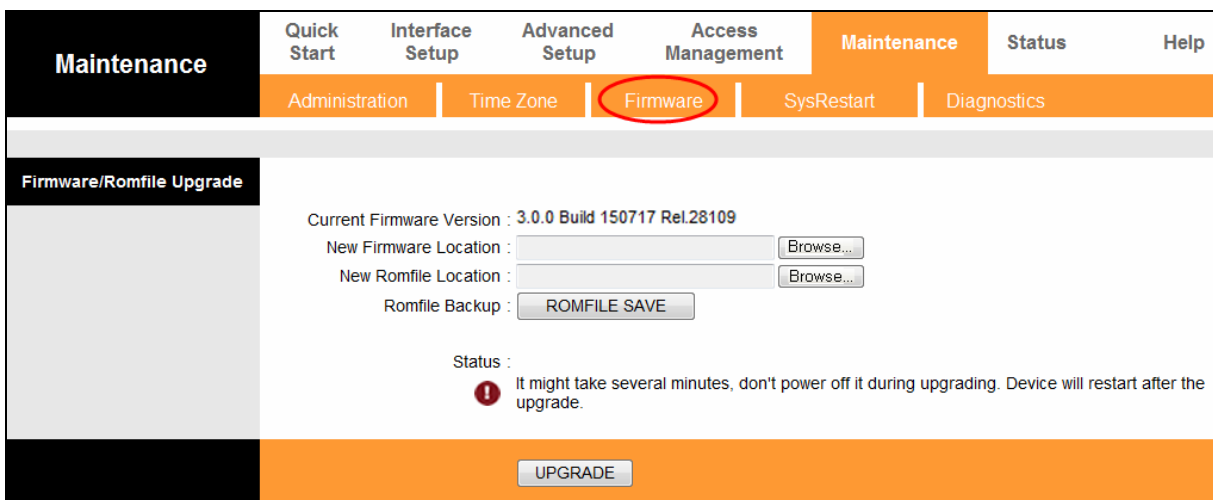 Maintenance
Quick Start
Interface Setup
Advanced Setup
Access Management
Maintenance
Status
Help
Administration
Time Zone
Firmware
SysRestart
Diagnostics
Firmware/Romfile Upgrade
Current Firmware Version : 3.0.0 Build 150717 Rel.28109
New Firmware Location : Browse...
New Romfile Location : Browse...
Romfile Backup : ROMFILE SAVE
Status :
It might take several minutes, don't power off it during upgrading. Device will restart after the
upgrade.
UPGRADE